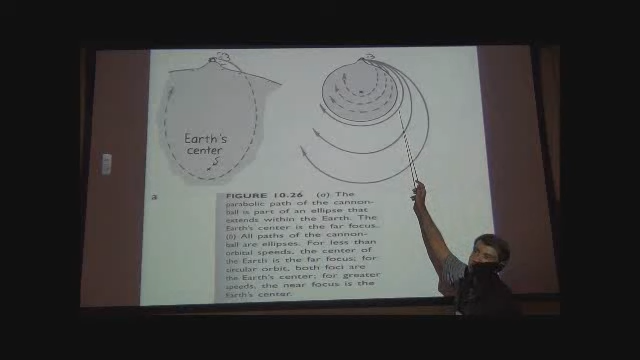 Earth's
center
a
FIGURE 10.26 (a) The
parabolic path of the cannon-
ball is part of an ellipse that
extends within the Earth. The
Earth's center is the far focus.
(b) All paths of the cannon-
ball are ellipses. For less than
orbital speeds, the center of
the Earth is the far focus; for
circular orbit, both foci are
the Earth's center; for greater
speeds, the near focus is the
Earth's center.